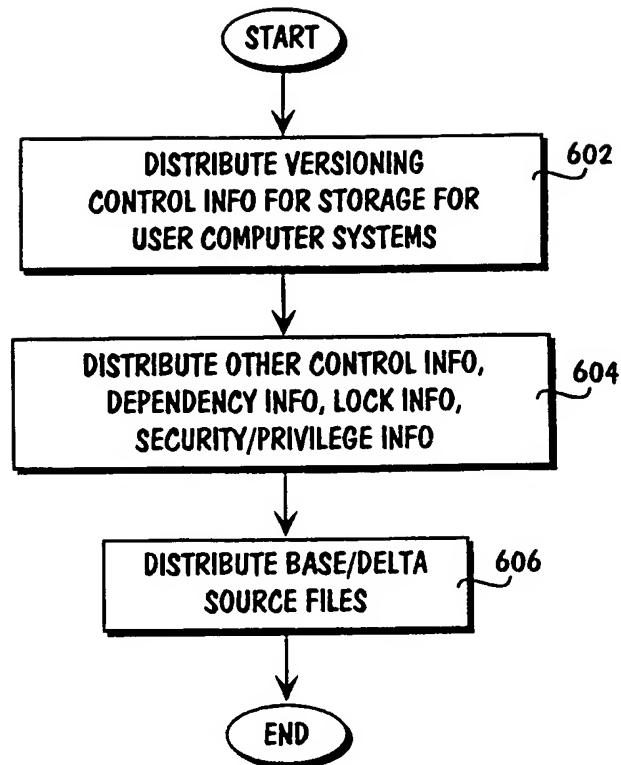 START
DISTRIBUTE VERSIONING
CONTROL INFO FOR STORAGE FOR
USER COMPUTER SYSTEMS
602
DISTRIBUTE OTHER CONTROL INFO,
DEPENDENCY INFO, LOCK INFO,
SECURITY/PRIVILEGE INFO
604
DISTRIBUTE BASE/DELTA
SOURCE FILES
606
END